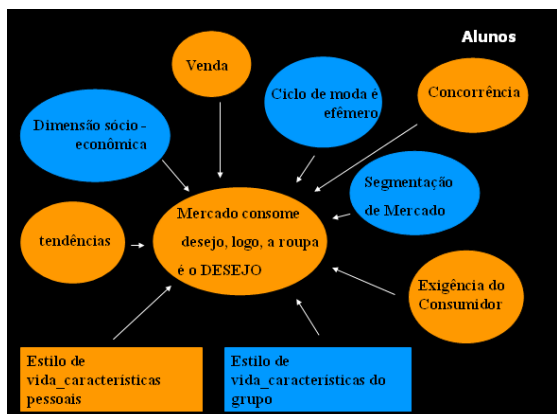 Alunos
Venda
Ciclo de moda é
efêmero
Concorrência
Dimensão sócio-
econômica
Segmentação
de Mercado
Mercado consome
desejo, logo, a roupa
é o DESEJO
tendências
Exigência do
Consumidor
Estilo de
vida_características
pessoais
Estilo de
vida_características do
grupo